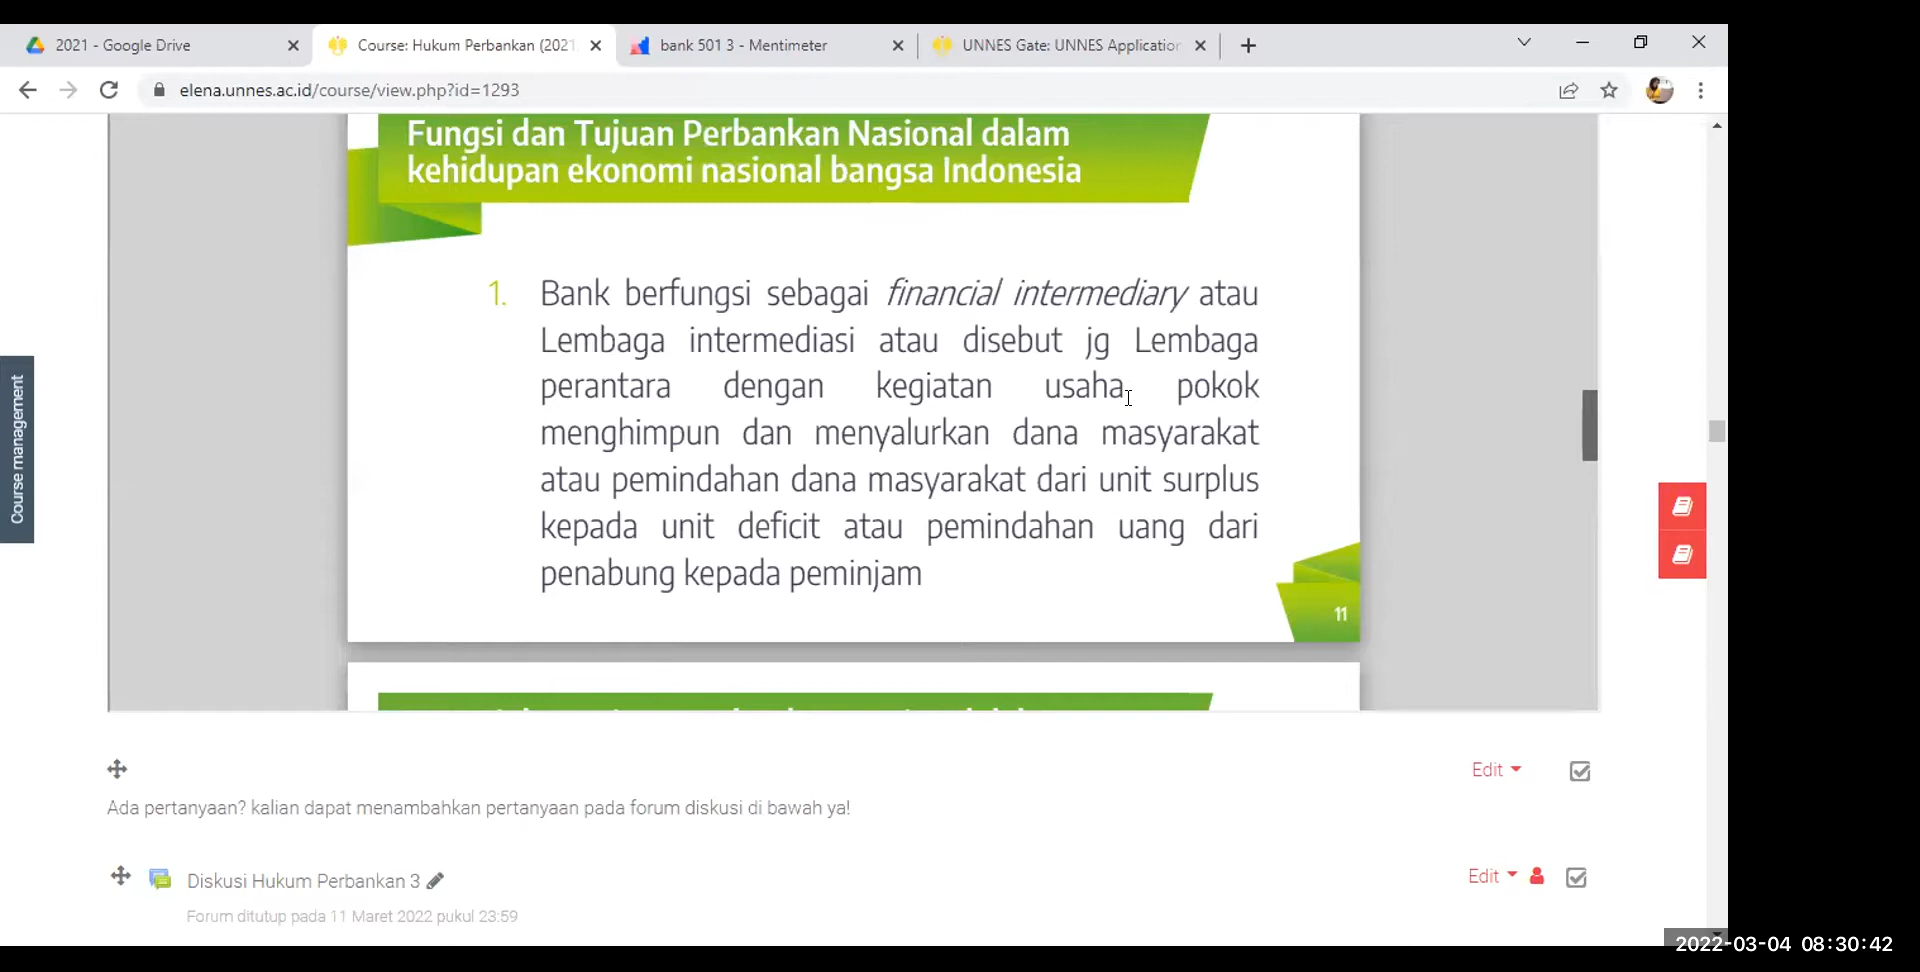 2021 - Google Drive
Course: Hukum Perbankan (2021
bank 501 3 - Mentimeter
UNNES Gate: UNNES Application
elena.unnes.ac.id/course/view.php?id=1293
Fungsi dan Tujuan Perbankan Nasional dalam
kehidupan ekonomi nasional bangsa Indonesia
1. Bank berfungsi sebagai financial intermediary atau
Lembaga intermediasi atau disebut jg Lembaga
perantara dengan kegiatan usaha pokok
menghimpun dan menyalurkan dana masyarakat
atau pemindahan dana masyarakat dari unit surplus
kepada unit deficit atau pemindahan uang dari
penabung kepada peminjam
11
Course management
Edit
Ada pertanyaan? kalian dapat menambahkan pertanyaan pada forum diskusi di bawah ya!
Diskusi Hukum Perbankan 3
Edit
Forum ditutup pada 11 Maret 2022 pukul 23:59
2022-03-04 08:30:42